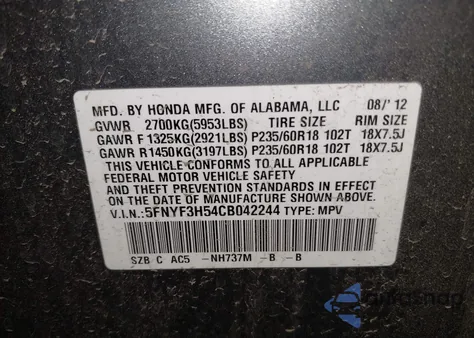 MFD. BY HONDA MFG. OF ALABAMA, LLC 08/'12
GVWR 2700KG(5953LBS) TIRE SIZE RIM SIZE
GAWR F 1325KG(2921LBS) P235/60R18 102T 18X7.5J
GAWR R1450KG(3197LBS) P235/60R18 102T 18X7.5J
THIS VEHICLE CONFORMS TO ALL APPLICABLE
FEDERAL MOTOR VEHICLE SAFETY
AND THEFT PREVENTION STANDARDS IN EFFECT
ON THE DATE OF MANUFACTURE SHOWN ABOVE.
V.I.N.: 5FNYF3H54CB042244 TYPE: MPV
SZB C AC5 -NH737M -B -B